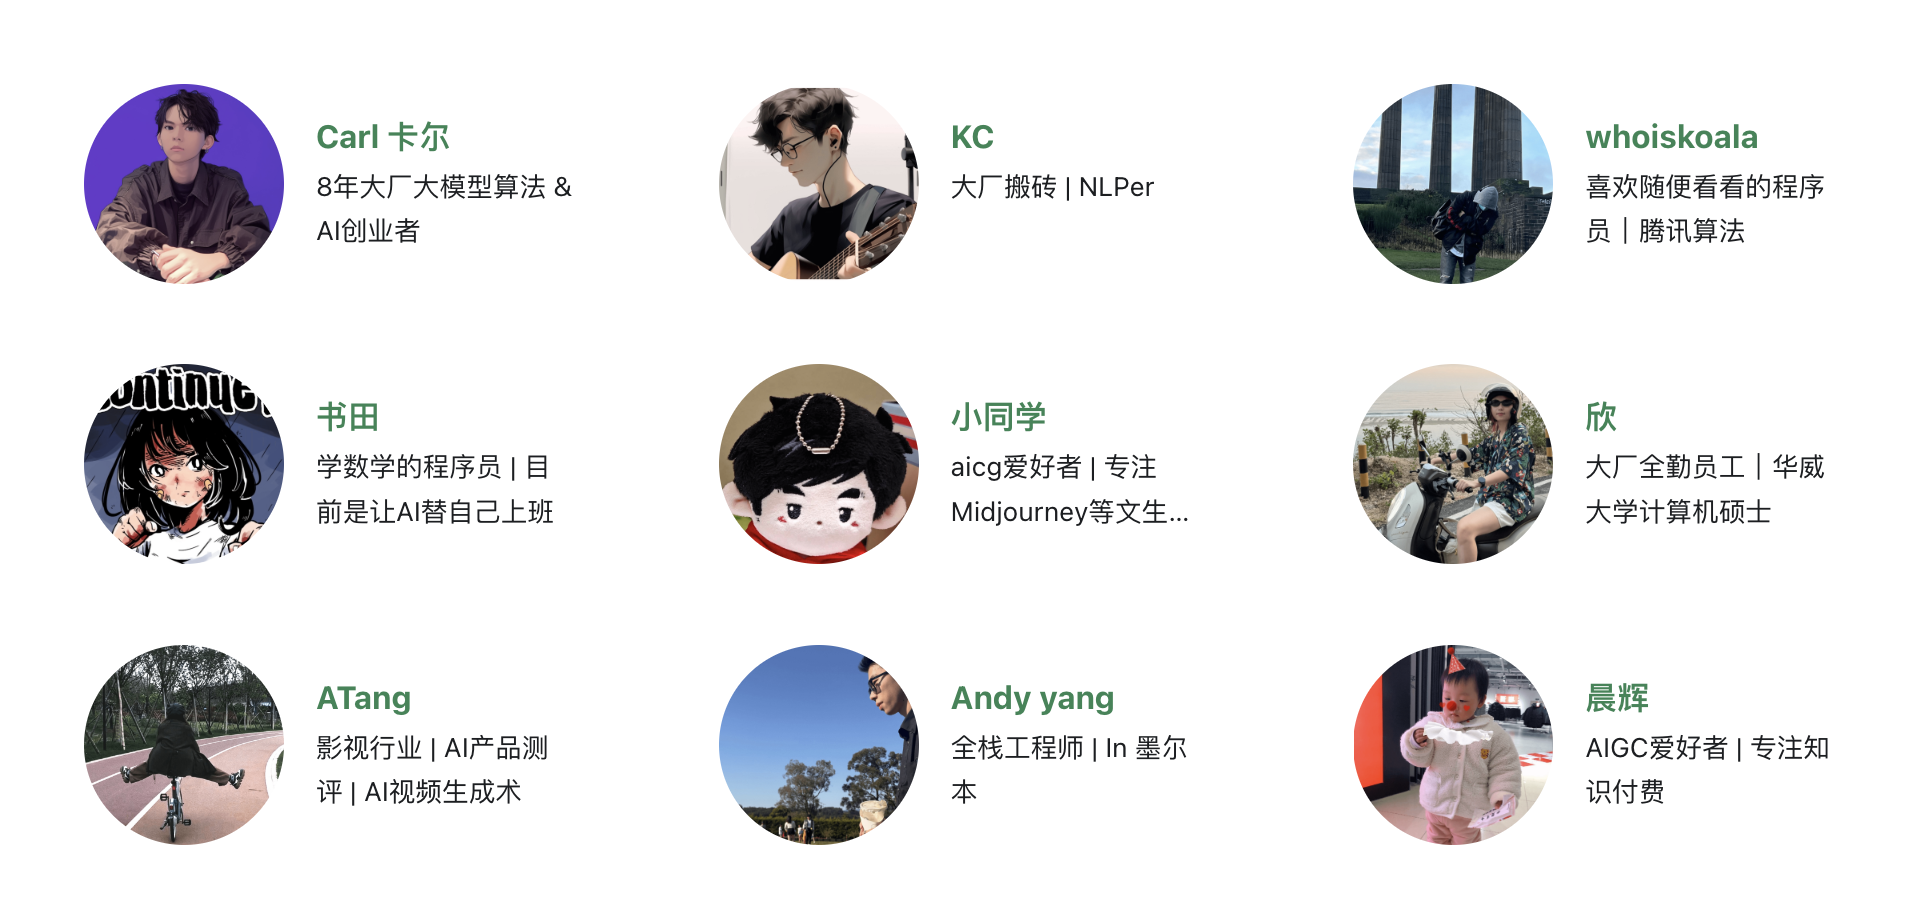 Carl 卡尔
8年大厂大模型算法 &
AI创业者
KC
大厂搬砖 | NLPer
whoiskoala
喜欢随便看看的程序
员｜腾讯算法
ontinue
书田
学数学的程序员 | 目
前是让AI替自己上班
小同学
aicg爱好者 | 专注
Midjourney等文生...
欣
大厂全勤员工｜华威
大学计算机硕士
ATang
影视行业 | AI产品测
评 | AI视频生成术
Andy yang
全栈工程师 | In 墨尔
本
晨辉
AIGC爱好者 | 专注知
识付费